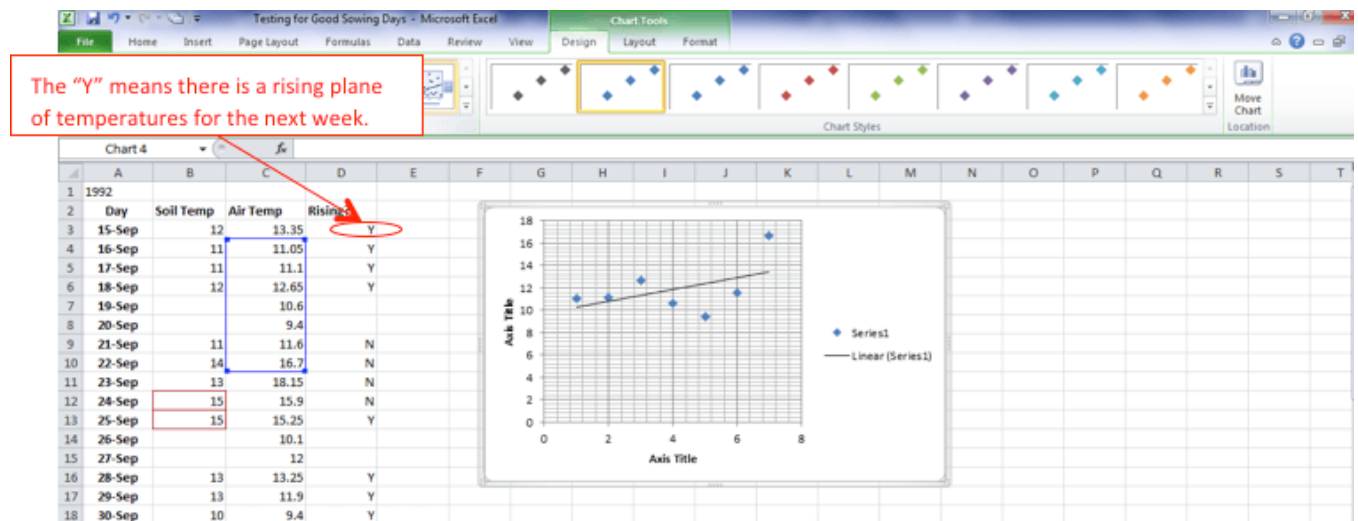 Testing for Good Sowing Days - Microsoft Excel
Chart Tools
File Home Insert Page Layout Formulas Data Review View Design Layout Format
The “Y” means there is a rising plane
of temperatures for the next week.
Move
Chart
Chart Styles
Location
Chart 4
fx
A B C D E F G H I J K L M N O P Q R S T
1 1992
2 Day Soil Temp Air Temp
3 15-Sep 12 13.35 Y
4 16-Sep 11 11.05 Y
5 17-Sep 11 11.1 Y
6 18-Sep 12 12.65 Y
7 19-Sep 10.6
8 20-Sep 9.4
9 21-Sep 11 11.6 N
10 22-Sep 14 16.7 N
11 23-Sep 13 18.15 N
12 24-Sep 15 15.9 N
13 25-Sep 15 15.25 Y
14 26-Sep 10.1
15 27-Sep 12
16 28-Sep 13 13.25 Y
17 29-Sep 13 11.9 Y
18 30-Sep 10 9.4 Y
18
16
14
12
10
8
6
4
2
0
Axis Title
0 2 4 6 8
Axis Title
Series1
Linear (Series1)